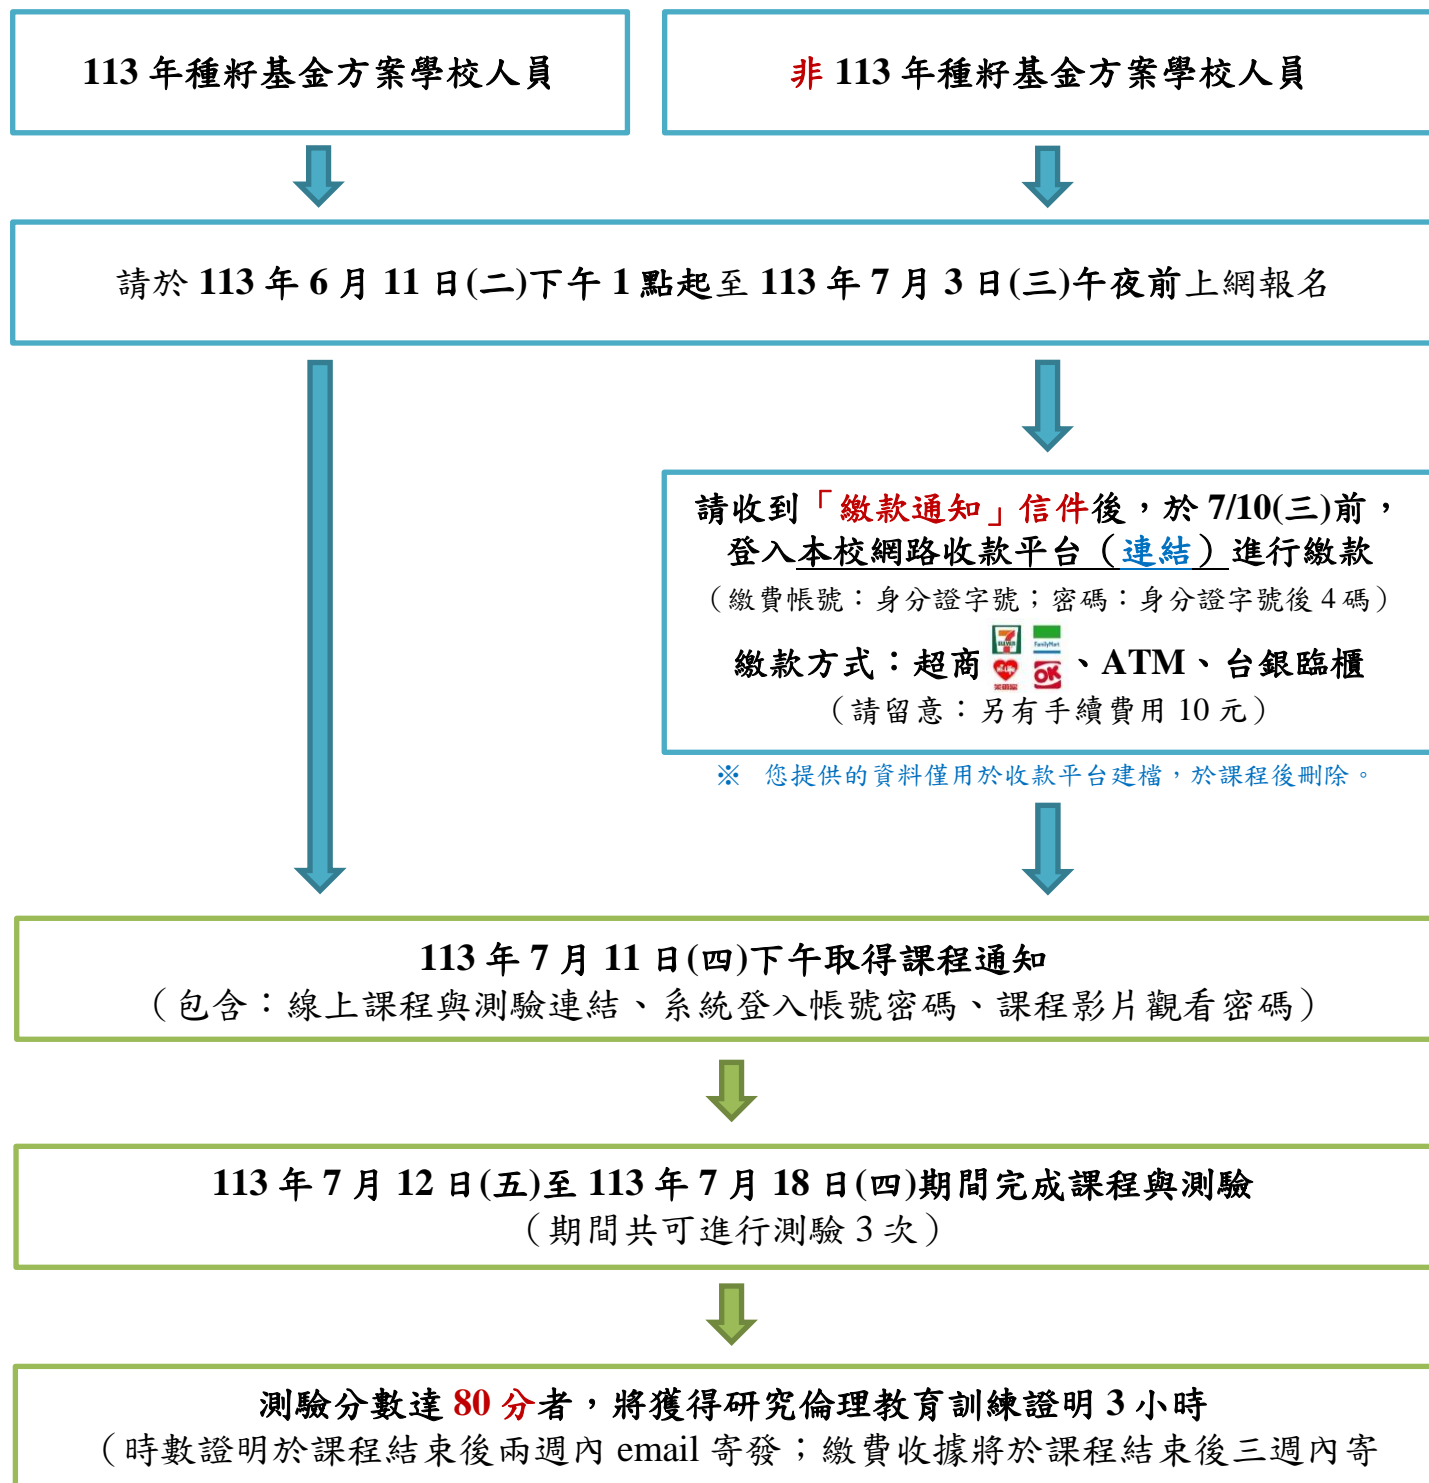 113 年種籽基金方案學校人員
非 113 年種籽基金方案學校人員
請於 113 年 6 月 11 日(二)下午 1 點起至 113 年 7 月 3 日(三)午夜前上網報名
請收到「繳款通知」信件後，於 7/10(三)前，
登入本校網路收款平台（連結）進行繳款
（繳費帳號：身分證字號；密碼：身分證字號後 4 碼）
繳款方式：超商、ATM、台銀臨櫃
7 ELEVEN FamilyMart
Hi-Life OK
萊爾富
（請留意：另有手續費用 10 元）
※ 您提供的資料僅用於收款平台建檔，於課程後刪除。
113 年 7 月 11 日(四)下午取得課程通知
（包含：線上課程與測驗連結、系統登入帳號密碼、課程影片觀看密碼）
113 年 7 月 12 日(五)至 113 年 7 月 18 日(四)期間完成課程與測驗
（期間共可進行測驗 3 次）
測驗分數達 80 分者，將獲得研究倫理教育訓練證明 3 小時
（時數證明於課程結束後兩週內 email 寄發；繳費收據將於課程結束後三週內寄